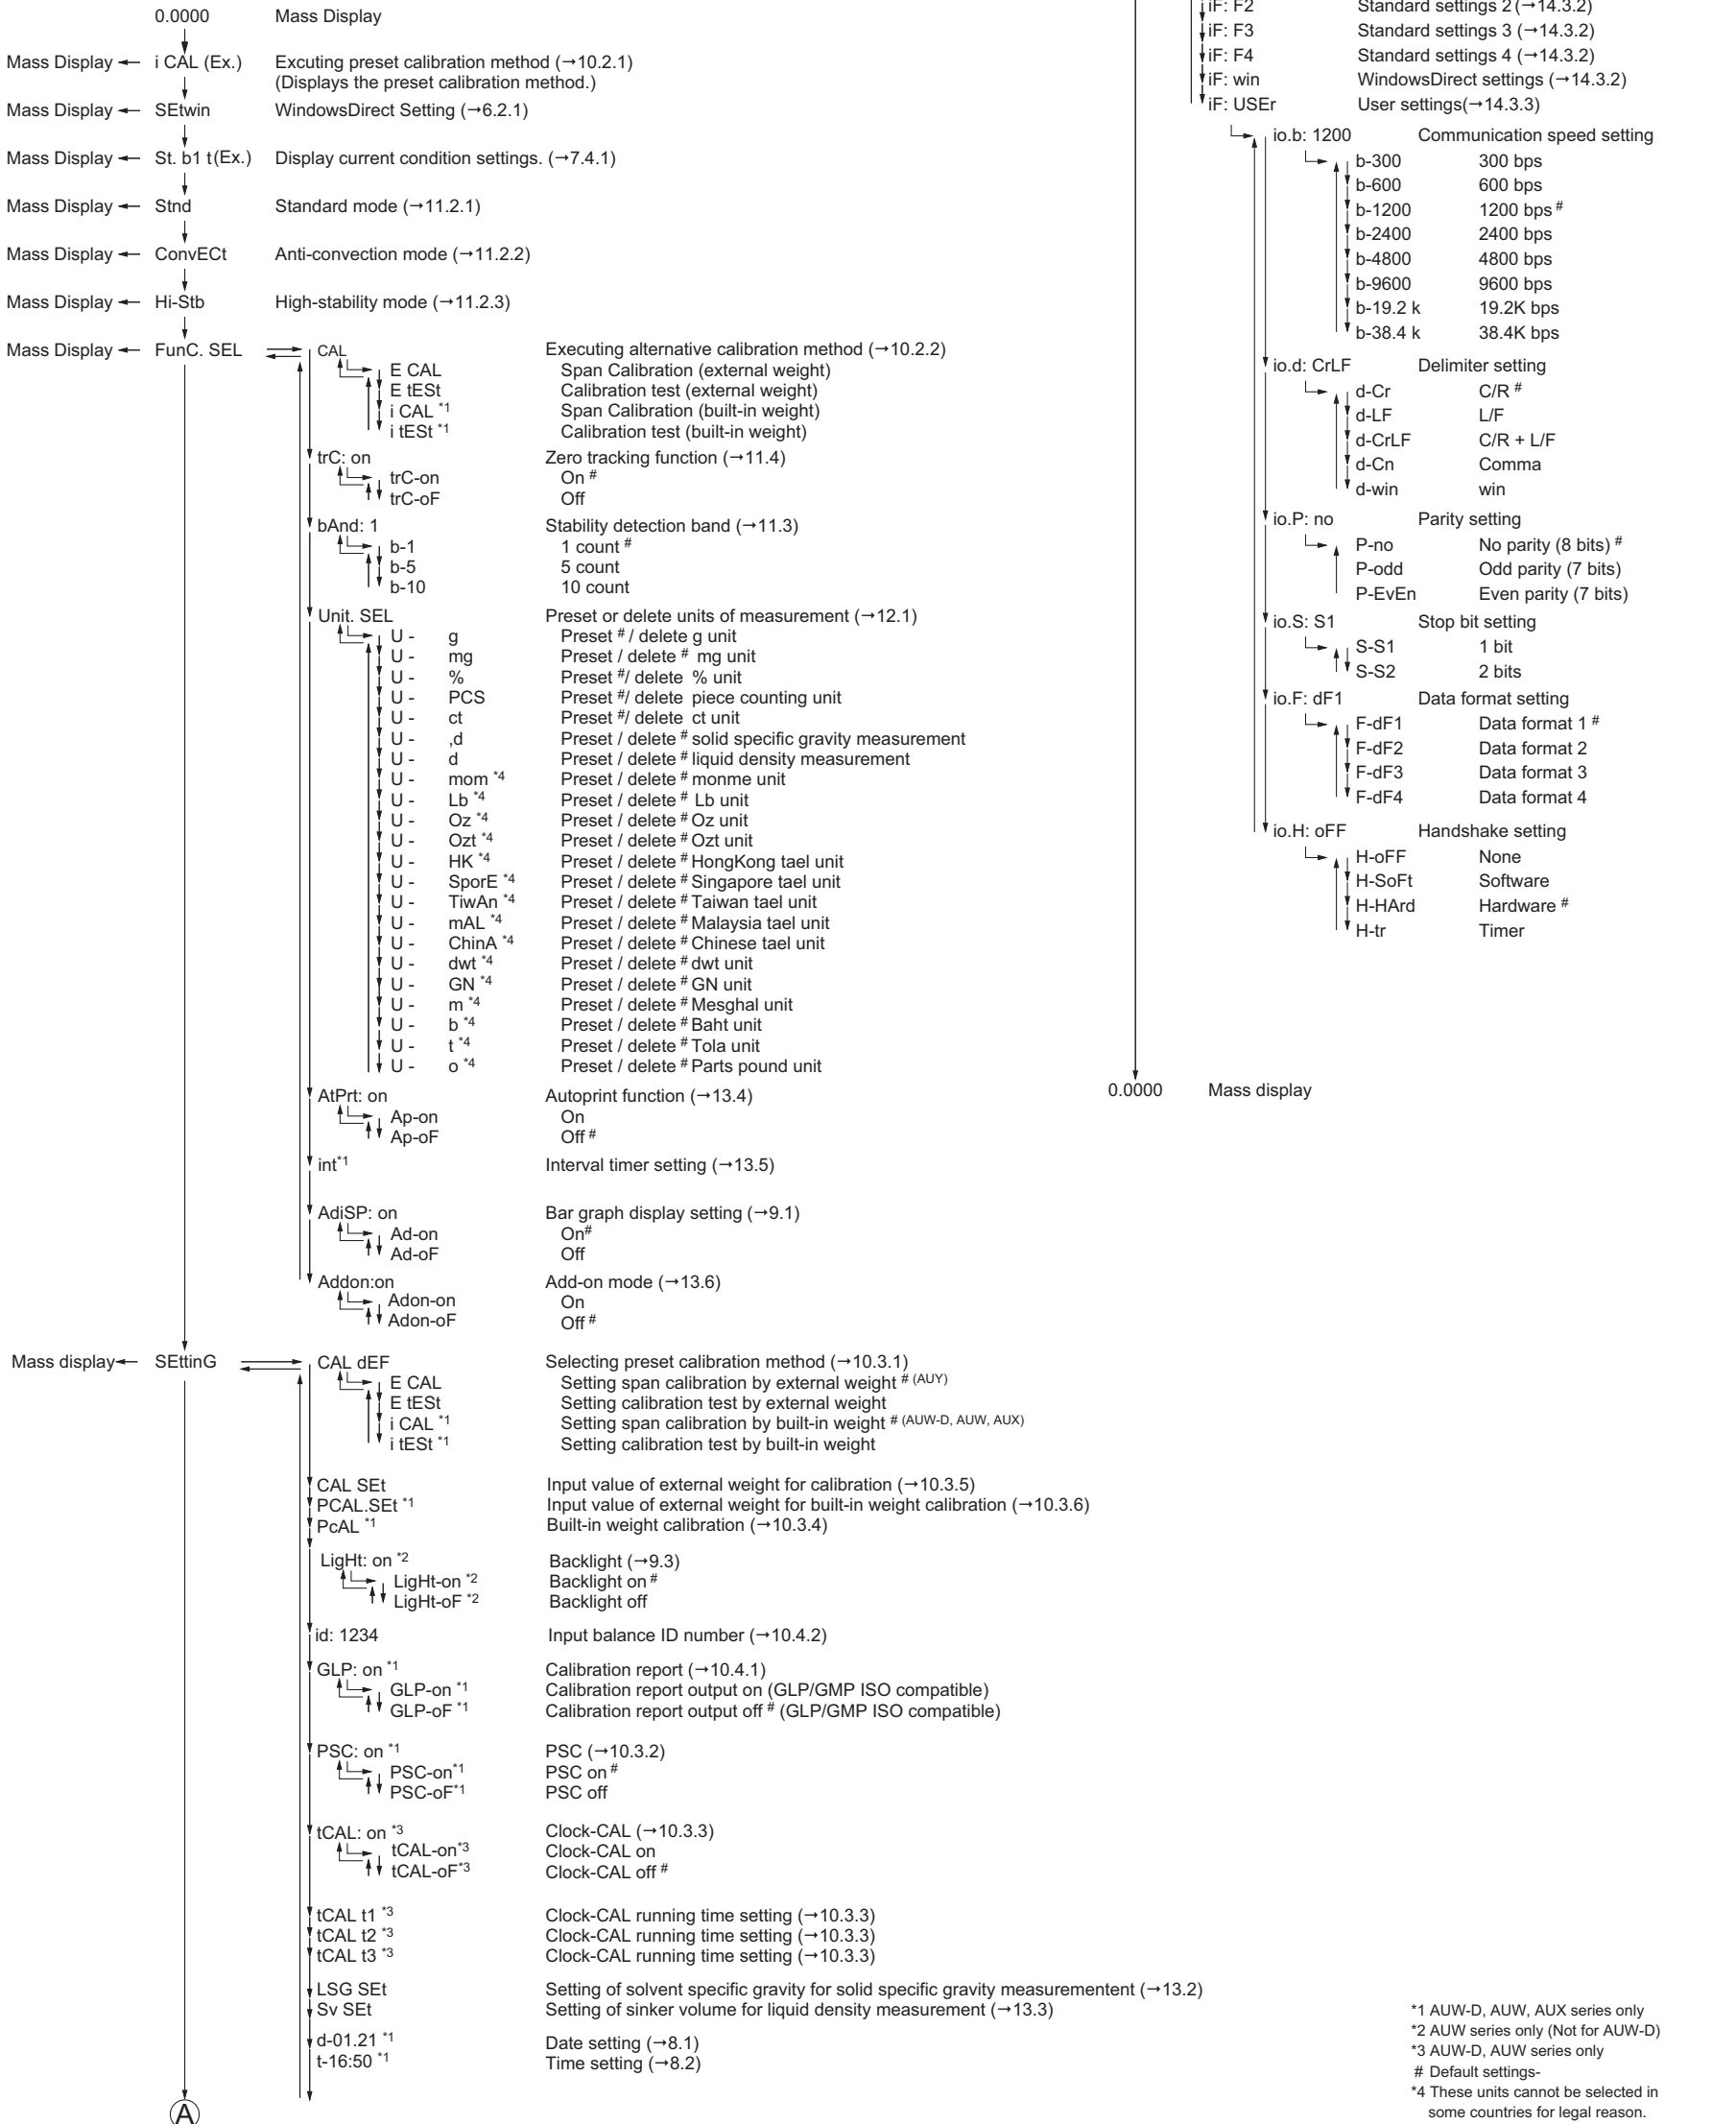 0.0000 Mass Display
Mass Display i CAL (Ex.) Excuting preset calibration method (→10.2.1)
(Displays the preset calibration method.)
Mass Display SEtwin WindowsDirect Setting (→6.2.1)
Mass Display St. b1 t(Ex.) Display current condition settings. (→7.4.1)
Mass Display Stnd Standard mode (→11.2.1)
Mass Display ConvECt Anti-convection mode (→11.2.2)
Mass Display Hi-Stb High-stability mode (→11.2.3)
Mass Display FunC. SEL CAL Executing alternative calibration method (→10.2.2)
E CAL Span Calibration (external weight)
E tESt Calibration test (external weight)
i CAL *1 Span Calibration (built-in weight)
i tESt *1 Calibration test (built-in weight)
trC: on Zero tracking function (→11.4)
trC-on On #
trC-oF Off
bAnd: 1 Stability detection band (→11.3)
b-1 1 count #
b-5 5 count
b-10 10 count
Unit. SEL Preset or delete units of measurement (→12.1)
U - g Preset # / delete g unit
U - mg Preset / delete # mg unit
U - % Preset #/ delete % unit
U - PCS Preset #/ delete piece counting unit
U - ct Preset #/ delete ct unit
U - ,d Preset / delete # solid specific gravity measurement
U - d Preset / delete # liquid density measurement
U - mom *4 Preset / delete # monme unit
U - Lb *4 Preset / delete # Lb unit
U - Oz *4 Preset / delete # Oz unit
U - Ozt *4 Preset / delete # Ozt unit
U - HK *4 Preset / delete # HongKong tael unit
U - SporE *4 Preset / delete # Singapore tael unit
U - TiwAn *4 Preset / delete # Taiwan tael unit
U - mAL *4 Preset / delete # Malaysia tael unit
U - ChinA *4 Preset / delete # Chinese tael unit
U - dwt *4 Preset / delete # dwt unit
U - GN *4 Preset / delete # GN unit
U - m *4 Preset / delete # Mesghal unit
U - b *4 Preset / delete # Baht unit
U - t *4 Preset / delete # Tola unit
U - o *4 Preset / delete # Parts pound unit
AtPrt: on Autoprint function (→13.4)
Ap-on On
Ap-oF Off #
int*1 Interval timer setting (→13.5)
AdiSP: on Bar graph display setting (→9.1)
Ad-on On#
Ad-oF Off
Addon:on Add-on mode (→13.6)
Adon-on On
Adon-oF Off #
Mass display SEttinG CAL dEF Selecting preset calibration method (→10.3.1)
E CAL Setting span calibration by external weight # (AUY)
E tESt Setting calibration test by external weight
i CAL *1 Setting span calibration by built-in weight # (AUW-D, AUW, AUX)
i tESt *1 Setting calibration test by built-in weight
CAL SEt Input value of external weight for calibration (→10.3.5)
PCAL.SEt *1 Input value of external weight for built-in weight calibration (→10.3.6)
PcAL *1 Built-in weight calibration (→10.3.4)
LigHt: on *2 Backlight (→9.3)
LigHt-on *2 Backlight on #
LigHt-oF *2 Backlight off
id: 1234 Input balance ID number (→10.4.2)
GLP: on *1 Calibration report (→10.4.1)
GLP-on *1 Calibration report output on (GLP/GMP ISO compatible)
GLP-oF *1 Calibration report output off # (GLP/GMP ISO compatible)
PSC: on *1 PSC (→10.3.2)
PSC-on*1 PSC on #
PSC-oF*1 PSC off
tCAL: on *3 Clock-CAL (→10.3.3)
tCAL-on*3 Clock-CAL on
tCAL-oF*3 Clock-CAL off #
tCAL t1 *3 Clock-CAL running time setting (→10.3.3)
tCAL t2 *3 Clock-CAL running time setting (→10.3.3)
tCAL t3 *3 Clock-CAL running time setting (→10.3.3)
LSG SEt Setting of solvent specific gravity for solid specific gravity measurementent (→13.2)
Sv SEt Setting of sinker volume for liquid density measurement (→13.3)
d-01.21 *1 Date setting (→8.1)
t-16:50 *1 Time setting (→8.2)
A
iF: F2 Standard settings 2 (→14.3.2)
iF: F3 Standard settings 3 (→14.3.2)
iF: F4 Standard settings 4 (→14.3.2)
iF: win WindowsDirect settings (→14.3.2)
iF: USEr User settings(→14.3.3)
io.b: 1200 Communication speed setting
b-300 300 bps
b-600 600 bps
b-1200 1200 bps #
b-2400 2400 bps
b-4800 4800 bps
b-9600 9600 bps
b-19.2 k 19.2K bps
b-38.4 k 38.4K bps
io.d: CrLF Delimiter setting
d-Cr C/R #
d-LF L/F
d-CrLF C/R + L/F
d-Cn Comma
d-win win
io.P: no Parity setting
P-no No parity (8 bits) #
P-odd Odd parity (7 bits)
P-EvEn Even parity (7 bits)
io.S: S1 Stop bit setting
S-S1 1 bit
S-S2 2 bits
io.F: dF1 Data format setting
F-dF1 Data format 1 #
F-dF2 Data format 2
F-dF3 Data format 3
F-dF4 Data format 4
io.H: oFF Handshake setting
H-oFF None
H-SoFt Software
H-HArd Hardware #
H-tr Timer
0.0000 Mass display
*1 AUW-D, AUW, AUX series only
*2 AUW series only (Not for AUW-D)
*3 AUW-D, AUW series only
# Default settings-
*4 These units cannot be selected in
some countries for legal reason.